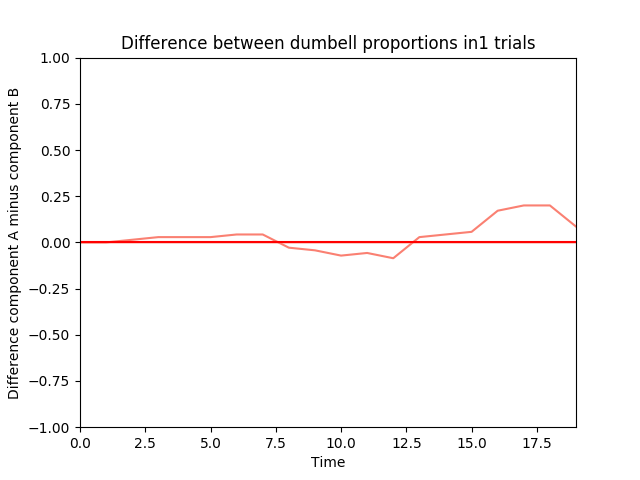 Difference between dumbell proportions in1 trials
Difference component A minus component B
1.00
0.75
0.50
0.25
0.00
−0.25
−0.50
−0.75
−1.00
0.0 2.5 5.0 7.5 10.0 12.5 15.0 17.5
Time